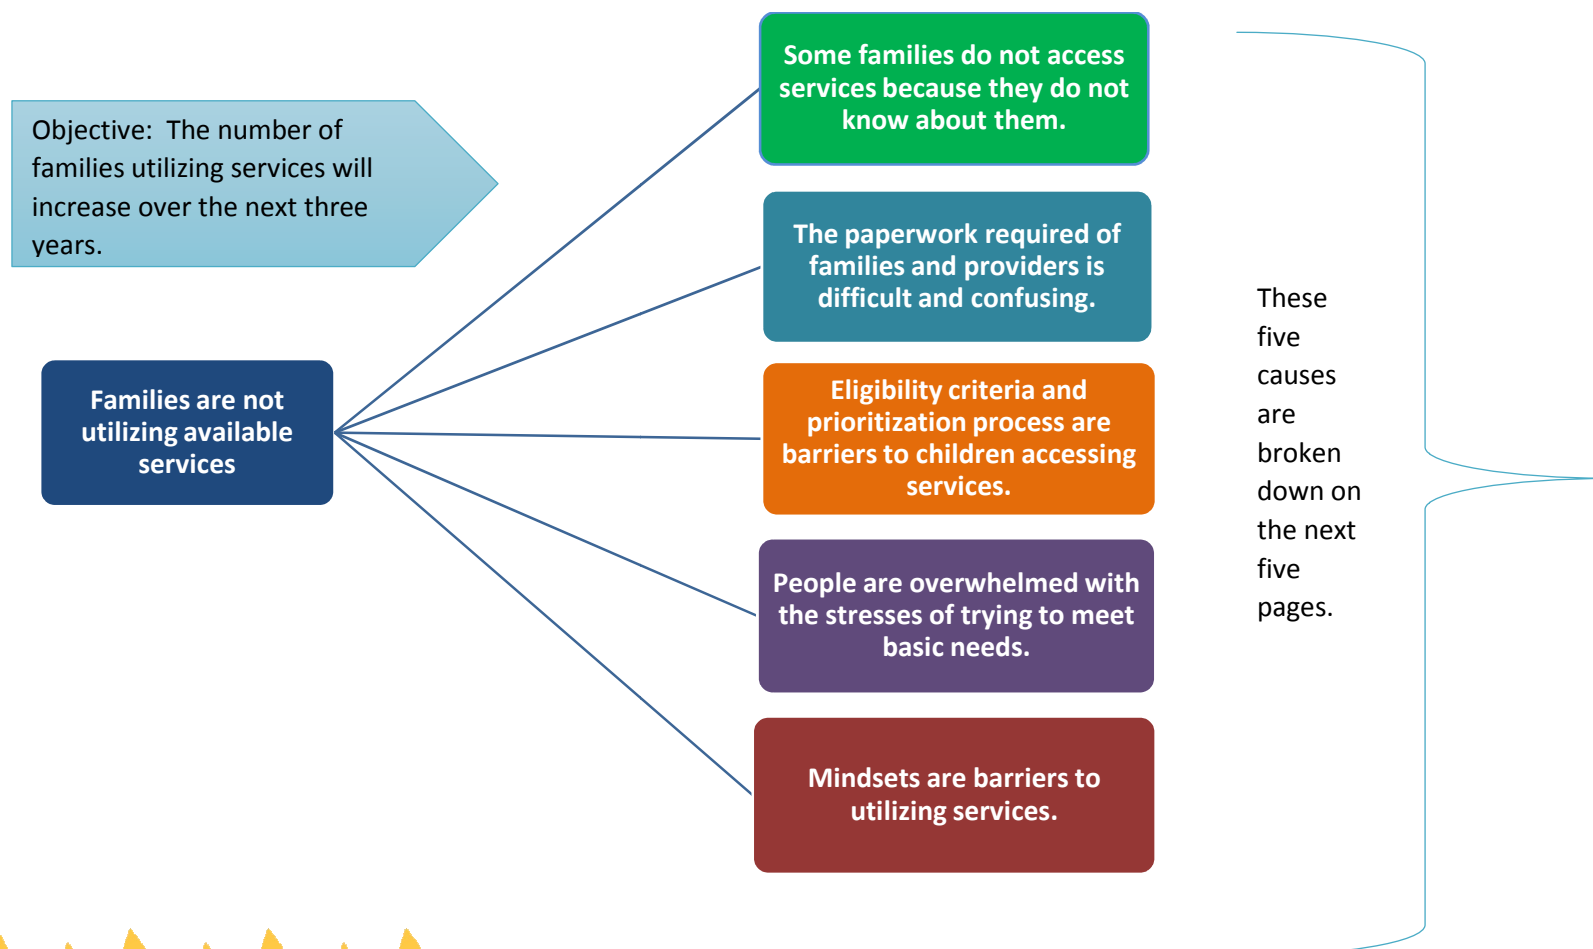 Objective:  The number of
families utilizing services will
increase over the next three
years.
Families are not
utilizing available
services
Some families do not access
services because they do not
know about them.
The paperwork required of
families and providers is
difficult and confusing.
Eligibility criteria and
prioritization process are
barriers to children accessing
services.
People are overwhelmed with
the stresses of trying to meet
basic needs.
Mindsets are barriers to
utilizing services.
These
five
causes
are
broken
down on
the next
five
pages.